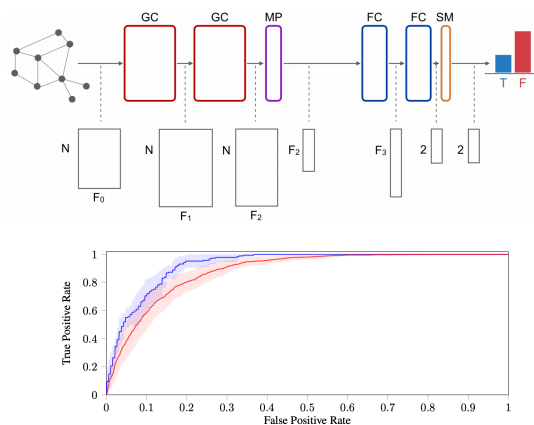 GC GC MP FC FC SM
T F
N N N F2 F3 2 2
F0
F1 F2
1
0.8
0.6
0.4
0.2
0
True Positive Rate
0 0.1 0.2 0.3 0.4 0.5 0.6 0.7 0.8 0.9 1
False Positive Rate